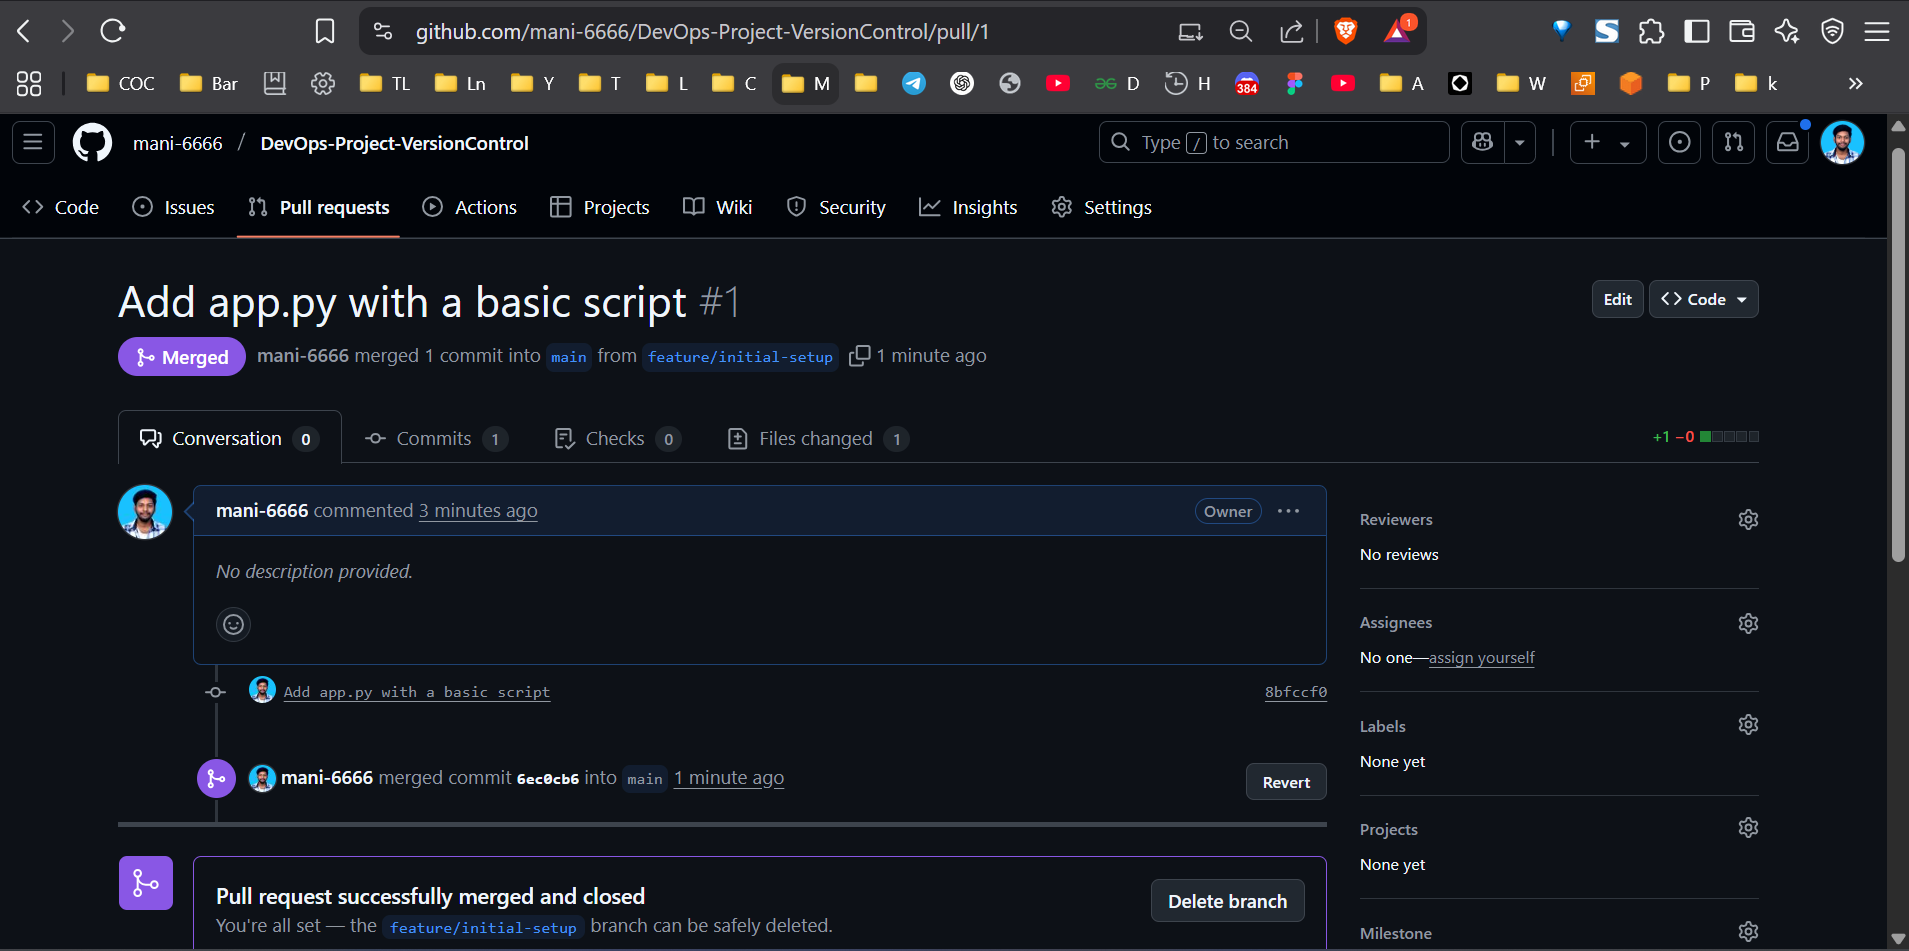 github.com/mani-6666/DevOps-Project-VersionControl/pull/1
1
COC Bar TL Ln Y T L C M D H 384 A W P k
mani-6666 / DevOps-Project-VersionControl
Type / to search
Code Issues Pull requests Actions Projects Wiki Security Insights Settings
Add app.py with a basic script #1
Edit
Code
Merged
mani-6666 merged 1 commit into main from feature/initial-setup 1 minute ago
Conversation 0 Commits 1 Checks 0 Files changed 1
+1 −0
mani-6666 commented 3 minutes ago
Owner
No description provided.
Add app.py with a basic script
8bfccf0
mani-6666 merged commit 6ec0cb6 into main 1 minute ago
Revert
Pull request successfully merged and closed
You're all set — the feature/initial-setup branch can be safely deleted.
Delete branch
Reviewers
No reviews
Assignees
No one—assign yourself
Labels
None yet
Projects
None yet
Milestone